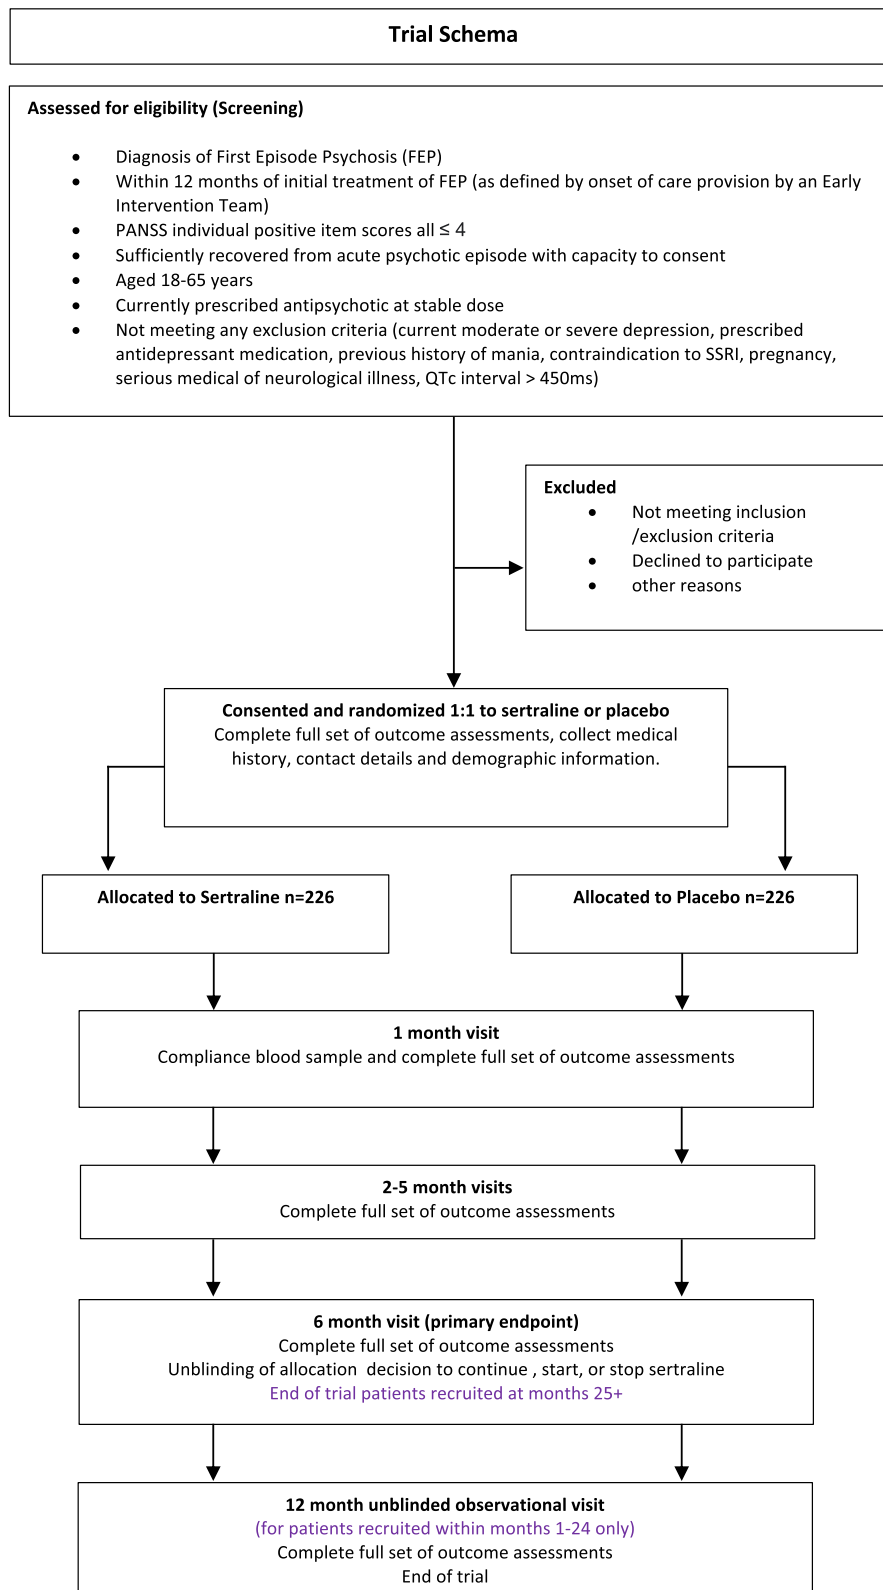 Trial Schema
Assessed for eligibility (Screening)
• Diagnosis of First Episode Psychosis (FEP)
• Within 12 months of initial treatment of FEP (as defined by onset of care provision by an Early
Intervention Team)
• PANSS individual positive item scores all ≤ 4
• Sufficiently recovered from acute psychotic episode with capacity to consent
• Aged 18-65 years
• Currently prescribed antipsychotic at stable dose
• Not meeting any exclusion criteria (current moderate or severe depression, prescribed
antidepressant medication, previous history of mania, contraindication to SSRI, pregnancy,
serious medical of neurological illness, QTc interval > 450ms)
Excluded
• Not meeting inclusion
/exclusion criteria
• Declined to participate
• other reasons
Consented and randomized 1:1 to sertraline or placebo
Complete full set of outcome assessments, collect medical
history, contact details and demographic information.
Allocated to Sertraline n=226
Allocated to Placebo n=226
1 month visit
Compliance blood sample and complete full set of outcome assessments
2-5 month visits
Complete full set of outcome assessments
6 month visit (primary endpoint)
Complete full set of outcome assessments
Unblinding of allocation decision to continue , start, or stop sertraline
End of trial patients recruited at months 25+
12 month unblinded observational visit
(for patients recruited within months 1-24 only)
Complete full set of outcome assessments
End of trial